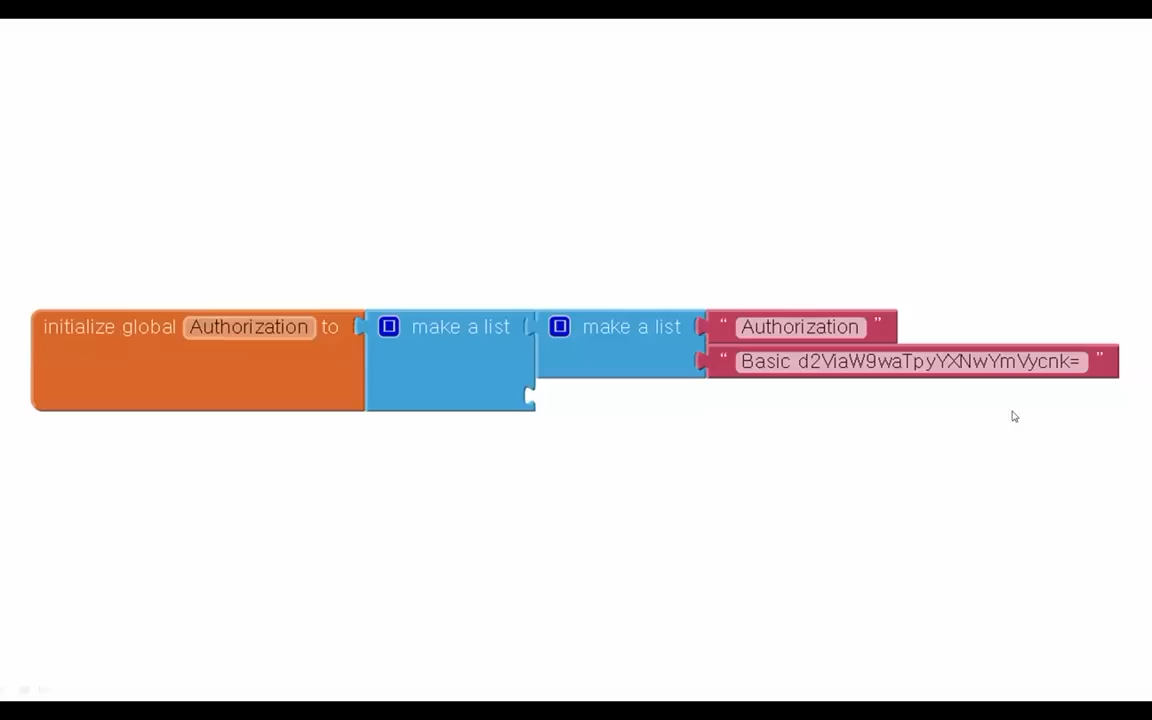 initialize global Authorization to make a list make a list “ Authorization ”
“ Basic d2ViaW9waTpyYXNwYmVycnk= ”